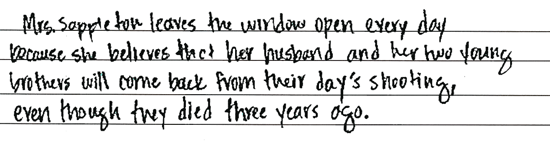 Mrs. Sappleton leaves the window open every day
because she believes that her husband and her two young
brothers will come back from their day's shooting,
even though they died three years ago.